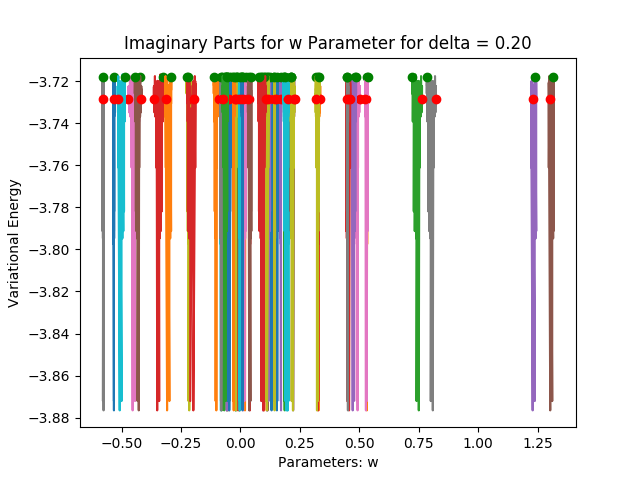 Imaginary Parts for w Parameter for delta = 0.20
−3.72
−3.74
−3.76
−3.78
−3.80
−3.82
−3.84
−3.86
−3.88
Variational Energy
−0.50 −0.25 0.00 0.25 0.50 0.75 1.00 1.25
Parameters: w